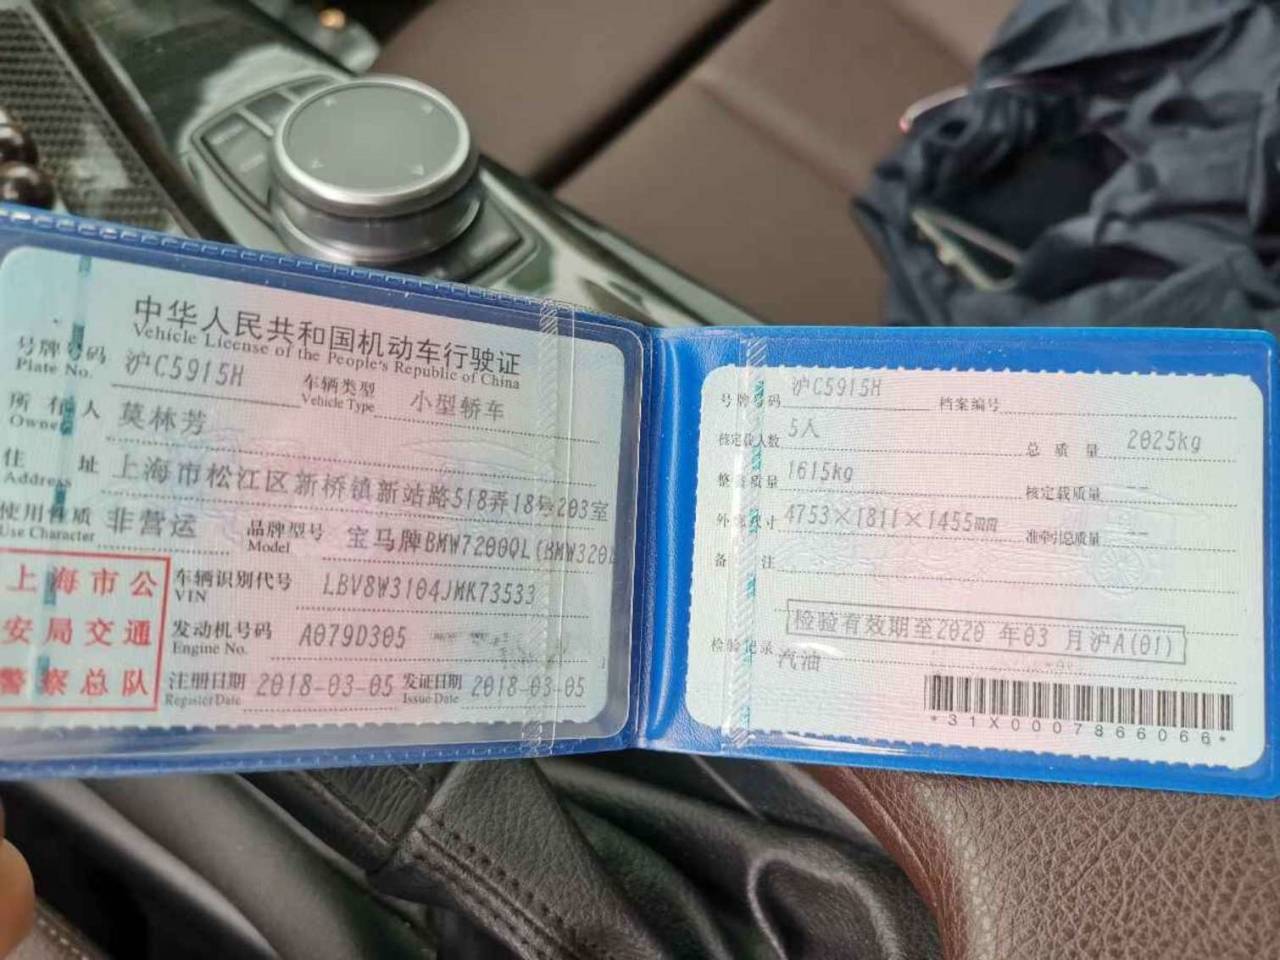 中华人民共和国机动车行驶证
Vehicle License of the People's Republic of China
号牌号码 沪C5915H 车辆类型 小型轿车
Plate No. Vehicle Type
所有人 莫林芳
Owner
住址 上海市松江区新桥镇新站路518弄18号203室
Address
使用性质 非营运 品牌型号 宝马牌BMW7200QL(BMW320L
Use Character Model
上海市公安局交通警察总队
车辆识别代号 LBV8W3104JMK73533
VIN
发动机号码 A079D305
Engine No.
注册日期 2018-03-05 发证日期 2018-03-05
Register Date Issue Date
号牌号码 沪C5915H 档案编号
核定载人数 5人 总质量 2025kg
整备质量 1615kg 核定载质量 --
外廓尺寸 4753×1811×1455mm 准牵引总质量 --
备注
检验有效期至2020年03月沪A(01)
检验记录 汽油
*31X0007866066*